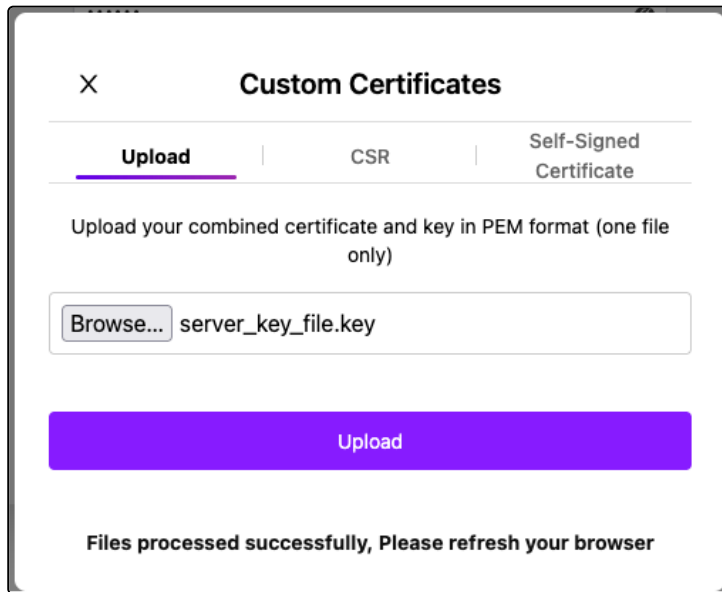 X
Custom Certificates
Upload
CSR
Self-Signed
Certificate
Upload your combined certificate and key in PEM format (one file
only)
Browse... server_key_file.key
Upload
Files processed successfully, Please refresh your browser